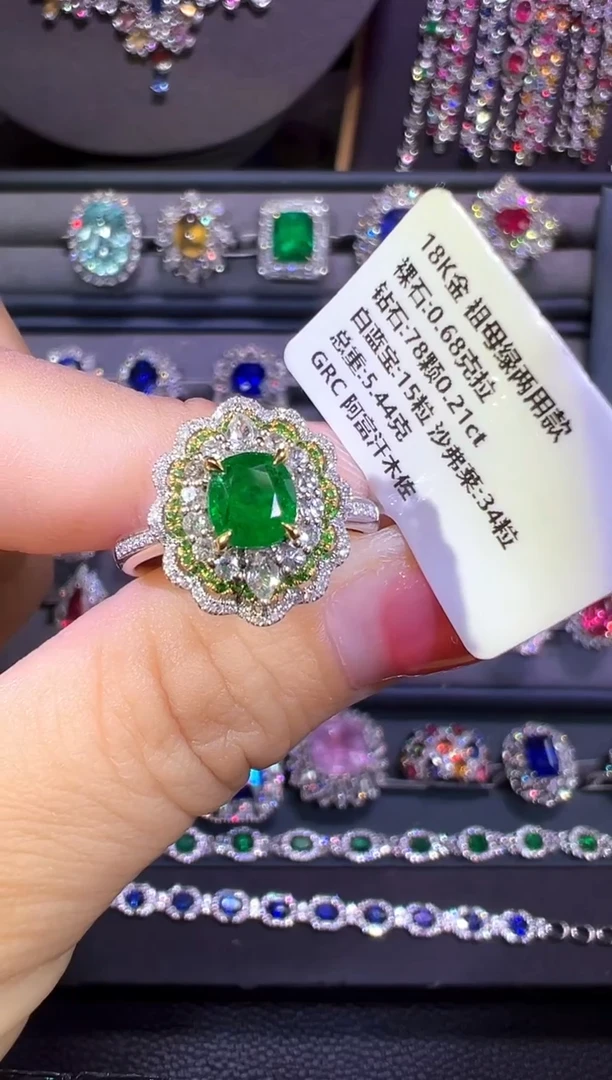 18K金 祖母绿两用款
裸石:0.68克拉
钻石:78颗0.21ct
白蓝宝:15粒 沙弗莱:34粒
总重:5.44克
GRC 阿富汗木佐